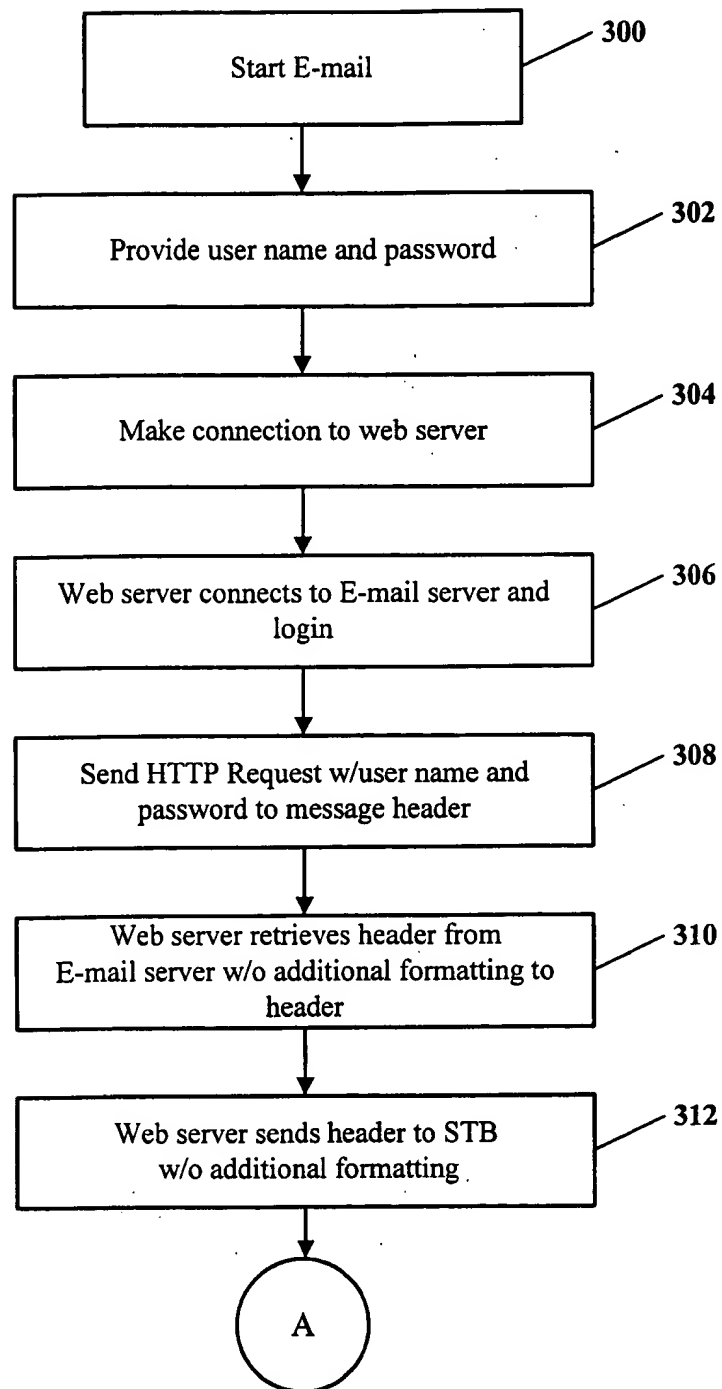 300
Start E-mail
302
Provide user name and password
304
Make connection to web server
306
Web server connects to E-mail server and
login
308
Send HTTP Request w/user name and
password to message header
310
Web server retrieves header from
E-mail server w/o additional formatting to
header
312
Web server sends header to STB
w/o additional formatting
A